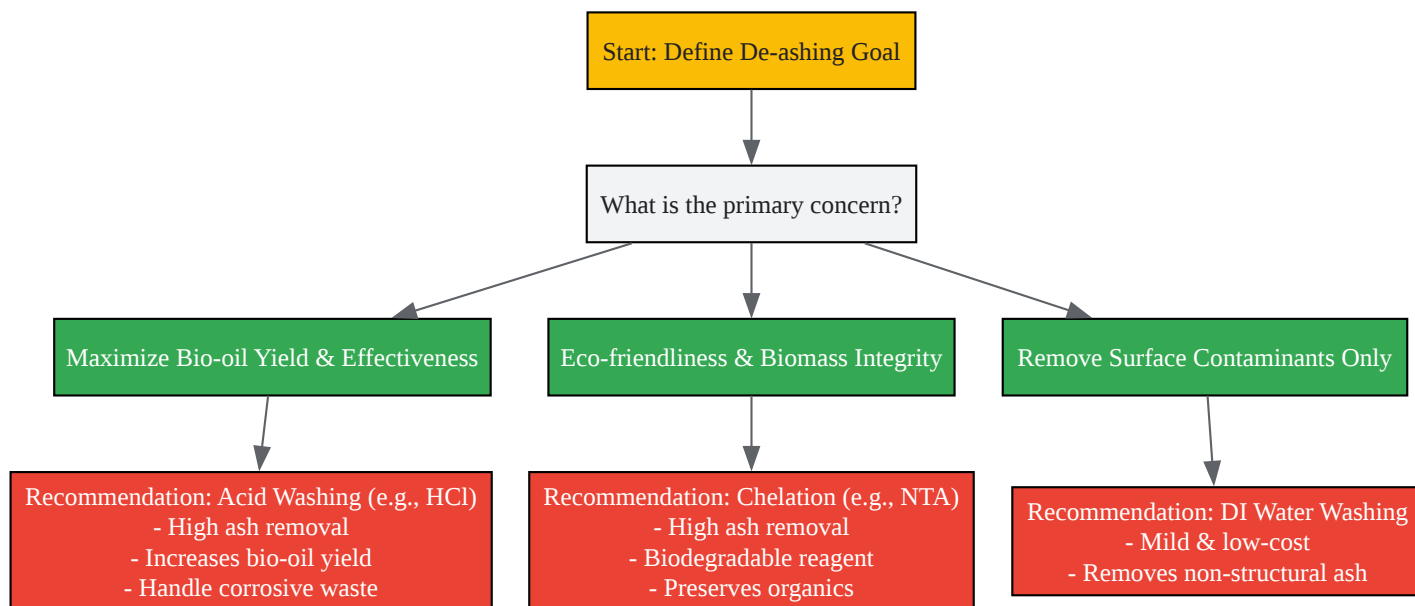 Start: Define De-ashing Goal
What is the primary concern?
Maximize Bio-oil Yield & Effectiveness
Eco-friendliness & Biomass Integrity
Remove Surface Contaminants Only
Recommendation: Acid Washing (e.g., HCl)
- High ash removal
- Increases bio-oil yield
- Handle corrosive waste
Recommendation: Chelation (e.g., NTA)
- High ash removal
- Biodegradable reagent
- Preserves organics
Recommendation: DI Water Washing
- Mild & low-cost
- Removes non-structural ash